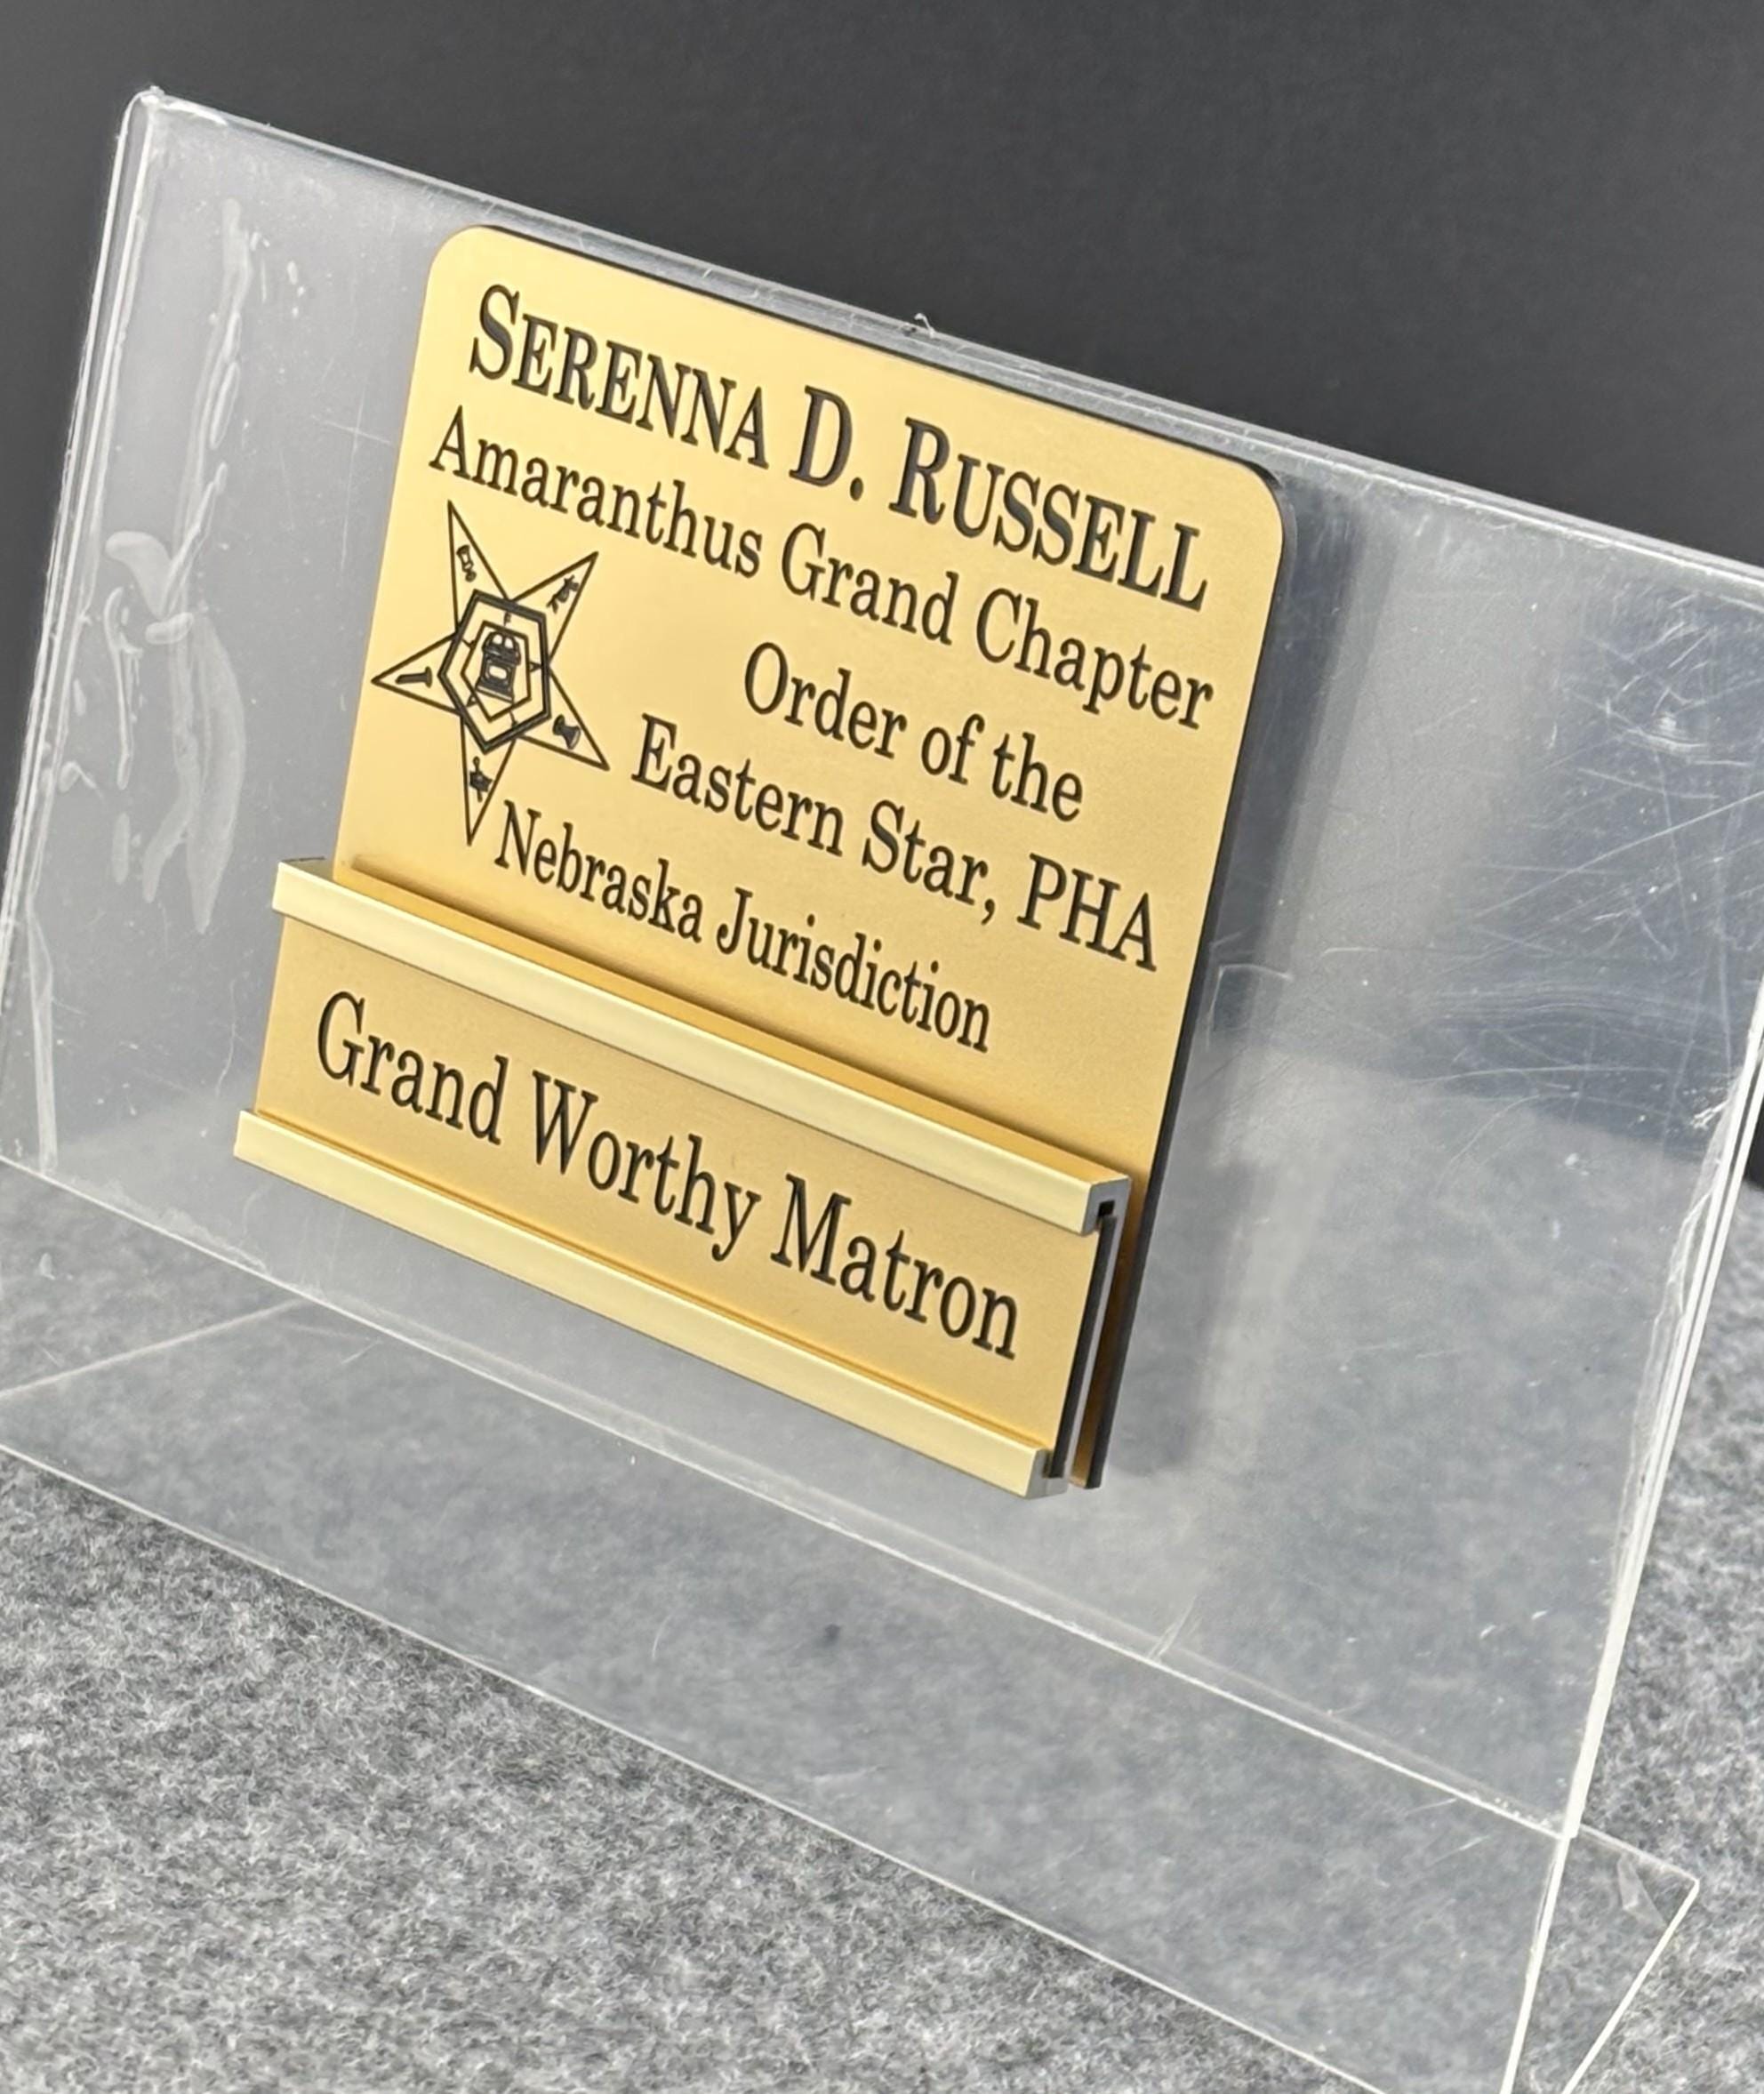 SERENNA D. RUSSELL
Amaranthus Grand Chapter
Order of the
Eastern Star, PHA
Nebraska Jurisdiction
Grand Worthy Matron